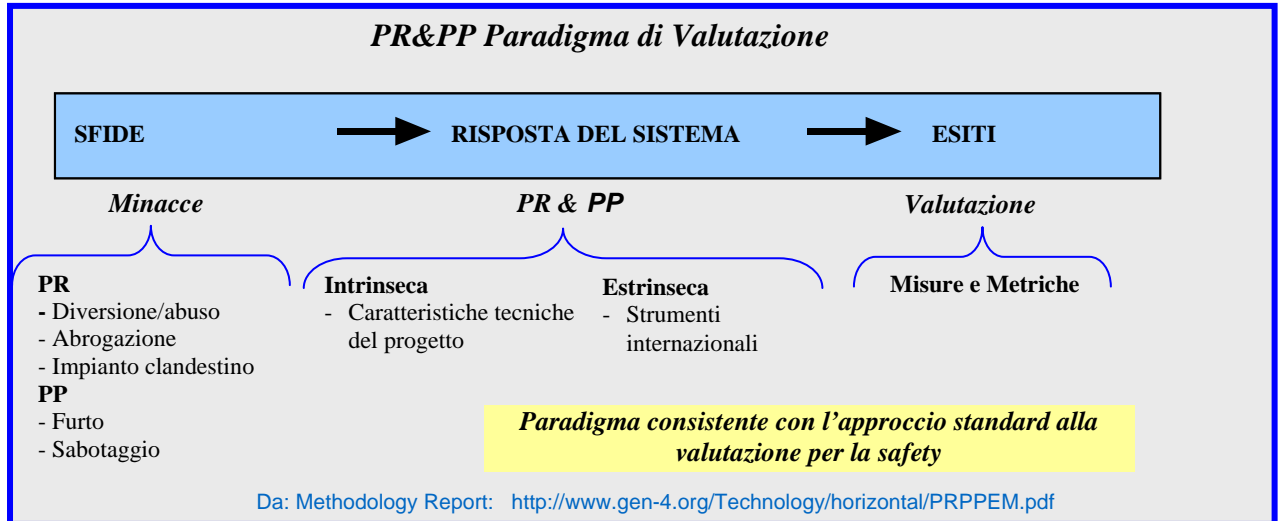 PR&PP Paradigma di Valutazione
SFIDE
RISPOSTA DEL SISTEMA
ESITI
Minacce
PR & PP
Valutazione
PR
- Diversione/abuso
- Abrogazione
- Impianto clandestino
PP
- Furto
- Sabotaggio
Intrinseca
- Caratteristiche tecniche
del progetto
Estrinseca
- Strumenti
internazionali
Misure e Metriche
Paradigma consistente con l'approccio standard alla
valutazione per la safety
Da: Methodology Report: http://www.gen-4.org/Technology/horizontal/PRPPEM.pdf